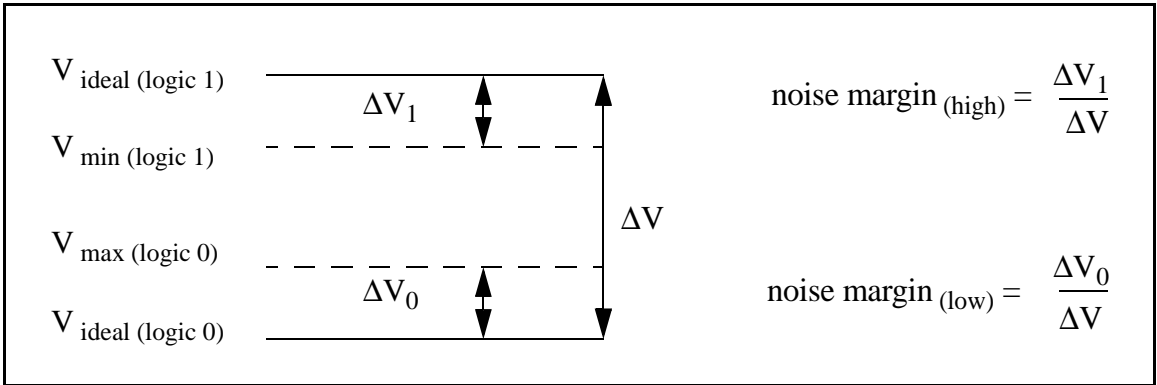 V ideal (logic 1)
ΔV1
noise margin (high) = ΔV1 / ΔV
V min (logic 1)
ΔV
V max (logic 0)
ΔV0
noise margin (low) = ΔV0 / ΔV
V ideal (logic 0)